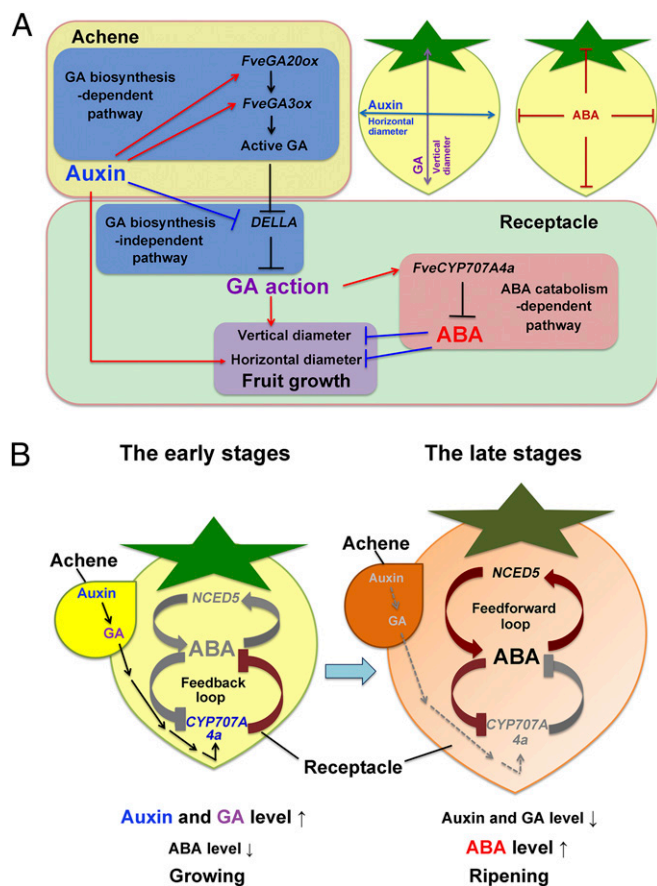 A
Achene
GA biosynthesis
-dependent
pathway
FveGA20ox
FveGA3ox
Active GA
Auxin
Auxin
Horizontal
diameter
GA
Vertical
diameter
ABA
GA biosynthesis
-independent
pathway
DELLA
Receptacle
GA action
FveCYP707A4a
ABA catabolism
-dependent
pathway
ABA
Vertical diameter
Horizontal diameter
Fruit growth
B
The early stages
The late stages
Achene
Auxin
GA
NCED5
ABA
Feedback
loop
CYP707A
4a
Achene
Auxin
GA
NCED5
Feedforward
loop
ABA
CYP707A
4a
Receptacle
Auxin and GA level ↑
ABA level ↓
Growing
Auxin and GA level ↓
ABA level ↑
Ripening